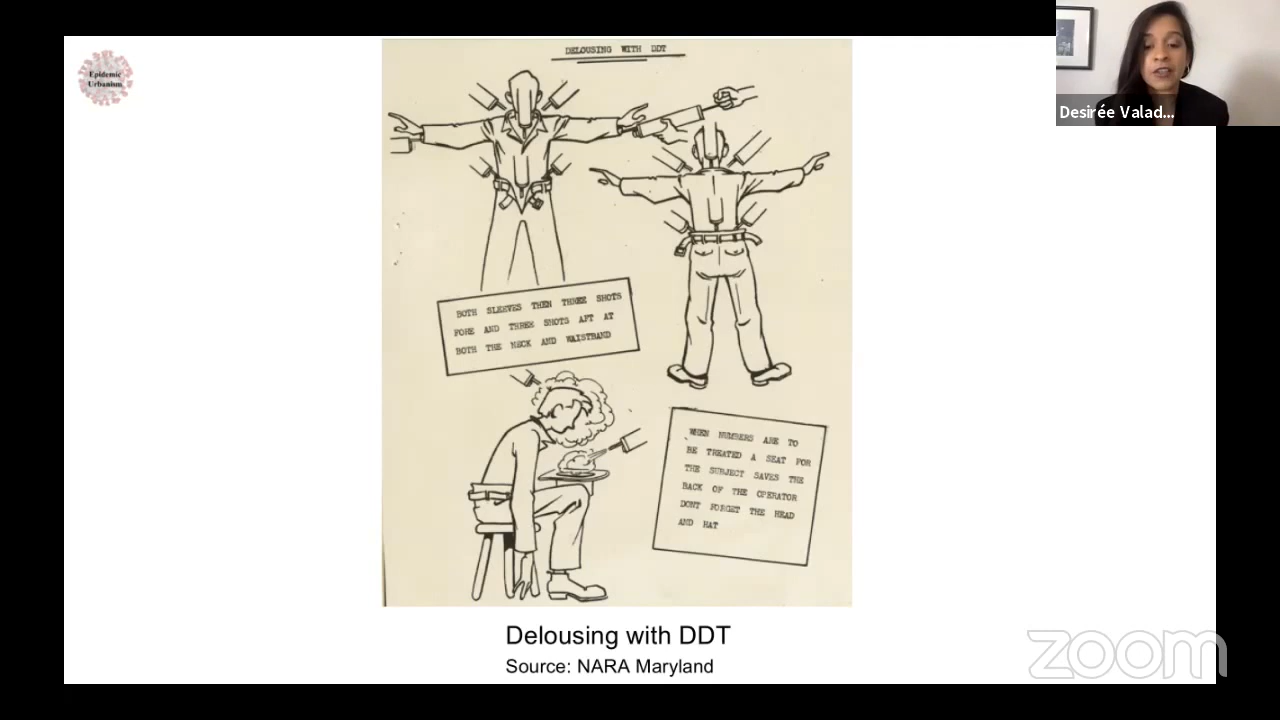 Epidemic
Urbanism
DELOUSING WITH DDT
BOTH SLEEVES THEN THREE SHOTS
FORE AND THREE SHOTS AFT AT
BOTH THE NECK AND WAISTBAND
WHEN NUMBERS ARE TO
BE TREATED A SEAT FOR
THE SUBJECT SAVES THE
BACK OF THE OPERATOR
DONT FORGET THE HEAD
AND HAT
Delousing with DDT
Source: NARA Maryland
Desirée Valad...
zoom